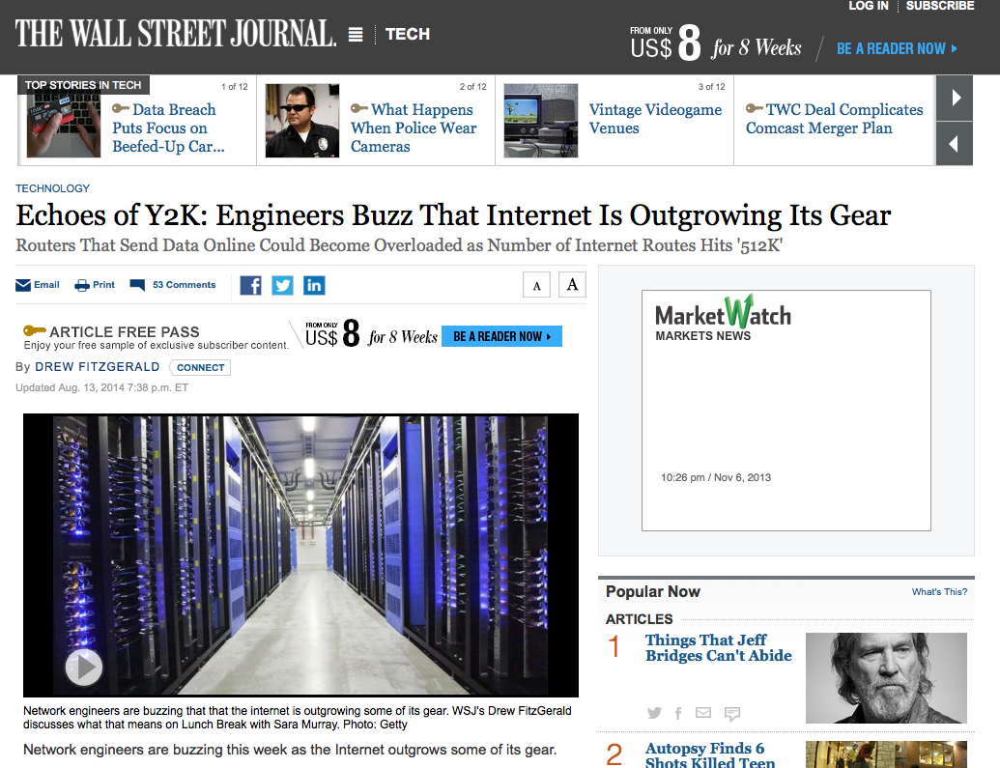 LOG IN SUBSCRIBE
THE WALL STREET JOURNAL. TECH
FROM ONLY US$ 8 for 8 Weeks BE A READER NOW
TOP STORIES IN TECH
1 of 12
Data Breach
Puts Focus on
Beefed-Up Car...
2 of 12
What Happens
When Police Wear
Cameras
3 of 12
Vintage Videogame
Venues
TWC Deal Complicates
Comcast Merger Plan
TECHNOLOGY
Echoes of Y2K: Engineers Buzz That Internet Is Outgrowing Its Gear
Routers That Send Data Online Could Become Overloaded as Number of Internet Routes Hits '512K'
Email Print 53 Comments f in A A
ARTICLE FREE PASS
Enjoy your free sample of exclusive subscriber content.
FROM ONLY US$ 8 for 8 Weeks BE A READER NOW
By DREW FITZGERALD CONNECT
Updated Aug. 13, 2014 7:38 p.m. ET
Network engineers are buzzing that that the internet is outgrowing some of its gear. WSJ's Drew FitzGerald
discusses what that means on Lunch Break with Sara Murray. Photo: Getty
Network engineers are buzzing this week as the Internet outgrows some of its gear.
MarketWatch
MARKETS NEWS
10:26 pm / Nov 6, 2013
Popular Now What's This?
ARTICLES
1 Things That Jeff
Bridges Can't Abide
2 Autopsy Finds 6
Shots Killed Teen